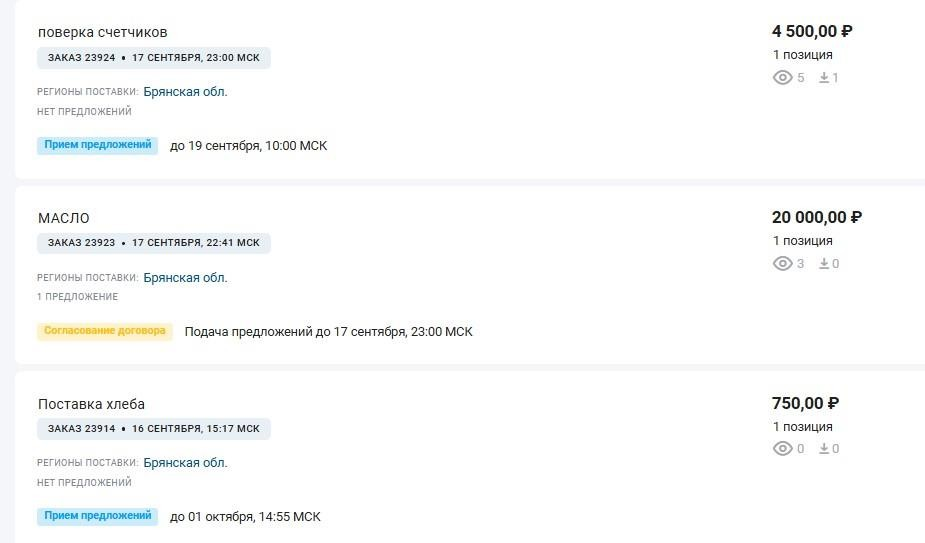 поверка счетчиков
4 500,00 ₽
ЗАКАЗ 23924 • 17 СЕНТЯБРЯ, 23:00 МСК
1 позиция
5 1
РЕГИОНЫ ПОСТАВКИ: Брянская обл.
НЕТ ПРЕДЛОЖЕНИЙ
Прием предложений до 19 сентября, 10:00 МСК
МАСЛО
20 000,00 ₽
ЗАКАЗ 23923 • 17 СЕНТЯБРЯ, 22:41 МСК
1 позиция
3 0
РЕГИОНЫ ПОСТАВКИ: Брянская обл.
1 ПРЕДЛОЖЕНИЕ
Согласование договора Подача предложений до 17 сентября, 23:00 МСК
Поставка хлеба
750,00 ₽
ЗАКАЗ 23914 • 16 СЕНТЯБРЯ, 15:17 МСК
1 позиция
0 0
РЕГИОНЫ ПОСТАВКИ: Брянская обл.
НЕТ ПРЕДЛОЖЕНИЙ
Прием предложений до 01 октября, 14:55 МСК